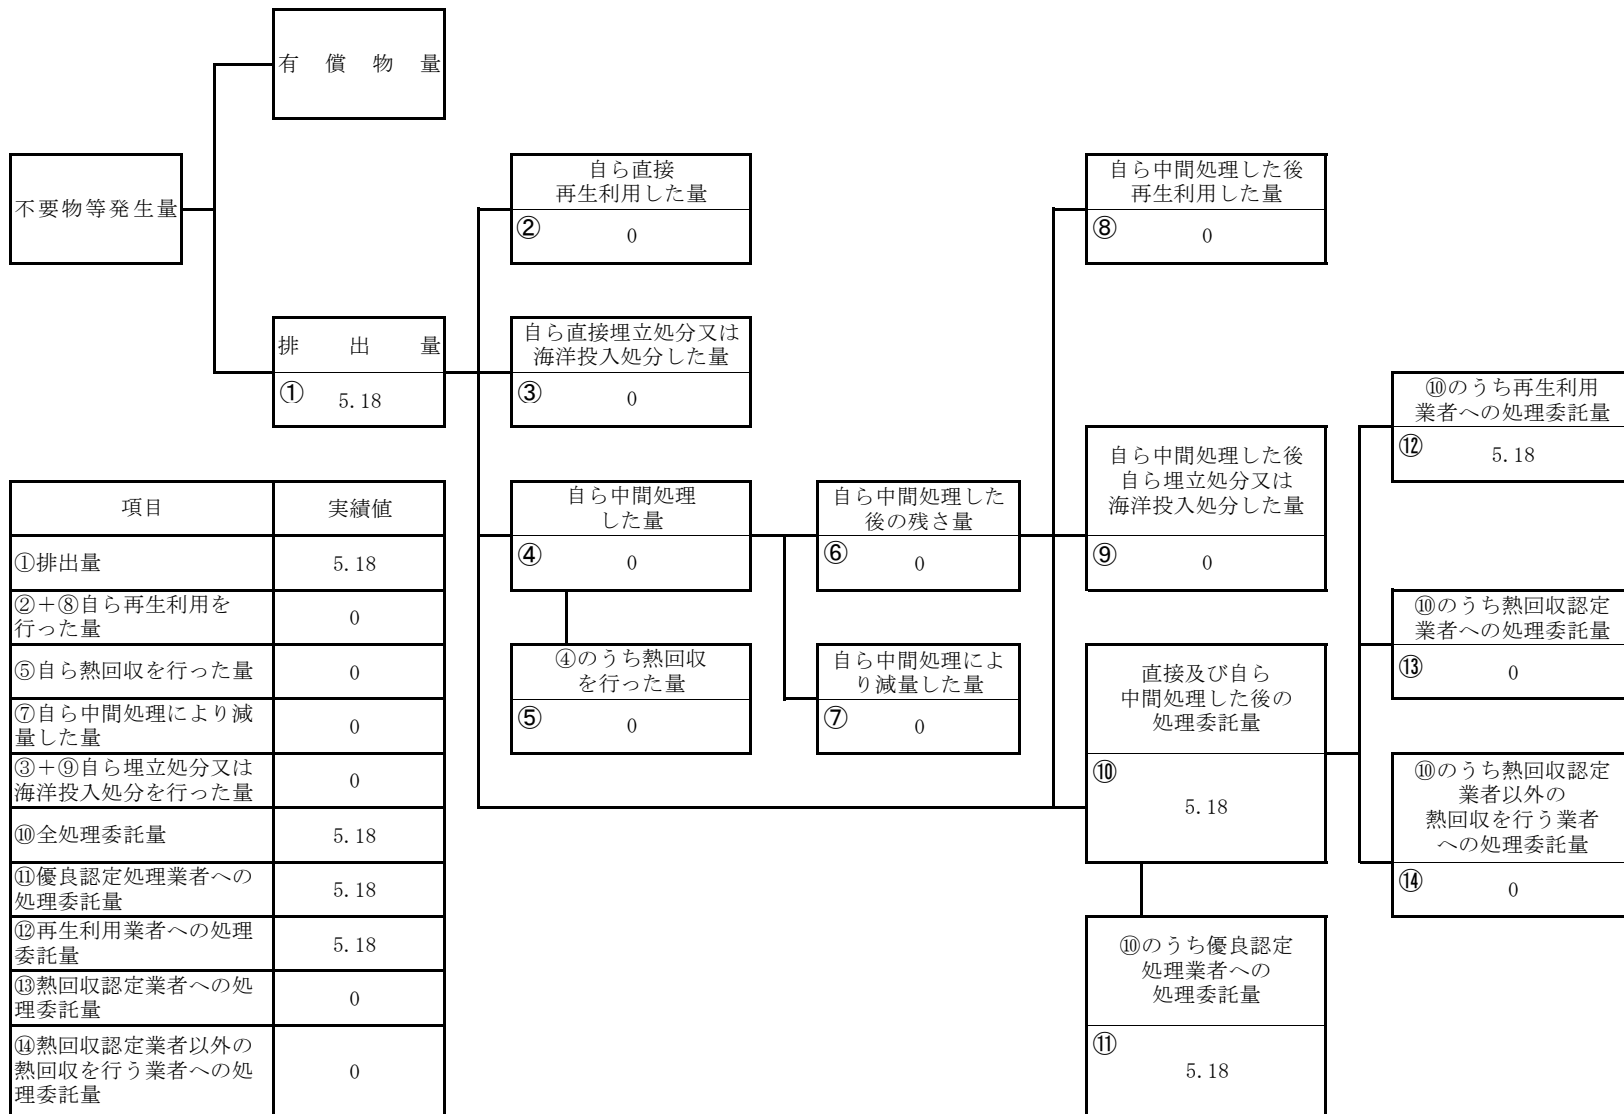 有償物量
不要物等発生量
排出量
①
5.18
自ら直接
再生利用した量
②
0
自ら直接埋立処分又は
海洋投入処分した量
③
0
自ら中間処理
した量
④
0
④のうち熱回収
を行った量
⑤
0
自ら中間処理した
後の残さ量
⑥
0
自ら中間処理によ
り減量した量
⑦
0
自ら中間処理した後
再生利用した量
⑧
0
自ら中間処理した後
自ら埋立処分又は
海洋投入処分した量
⑨
0
直接及び自ら
中間処理した後の
処理委託量
⑩
5.18
⑩のうち優良認定
処理業者への
処理委託量
⑪
5.18
⑩のうち再生利用
業者への処理委託量
⑫
5.18
⑩のうち熱回収認定
業者への処理委託量
⑬
0
⑩のうち熱回収認定
業者以外の
熱回収を行う業者
への処理委託量
⑭
0
項目
実績値
①排出量
5.18
②＋⑧自ら再生利用を
行った量
0
⑤自ら熱回収を行った量
0
⑦自ら中間処理により減
量した量
0
③＋⑨自ら埋立処分又は
海洋投入処分を行った量
0
⑩全処理委託量
5.18
⑪優良認定処理業者への
処理委託量
5.18
⑫再生利用業者への処理
委託量
5.18
⑬熱回収認定業者への処
理委託量
0
⑭熱回収認定業者以外の
熱回収を行う業者への処
理委託量
0